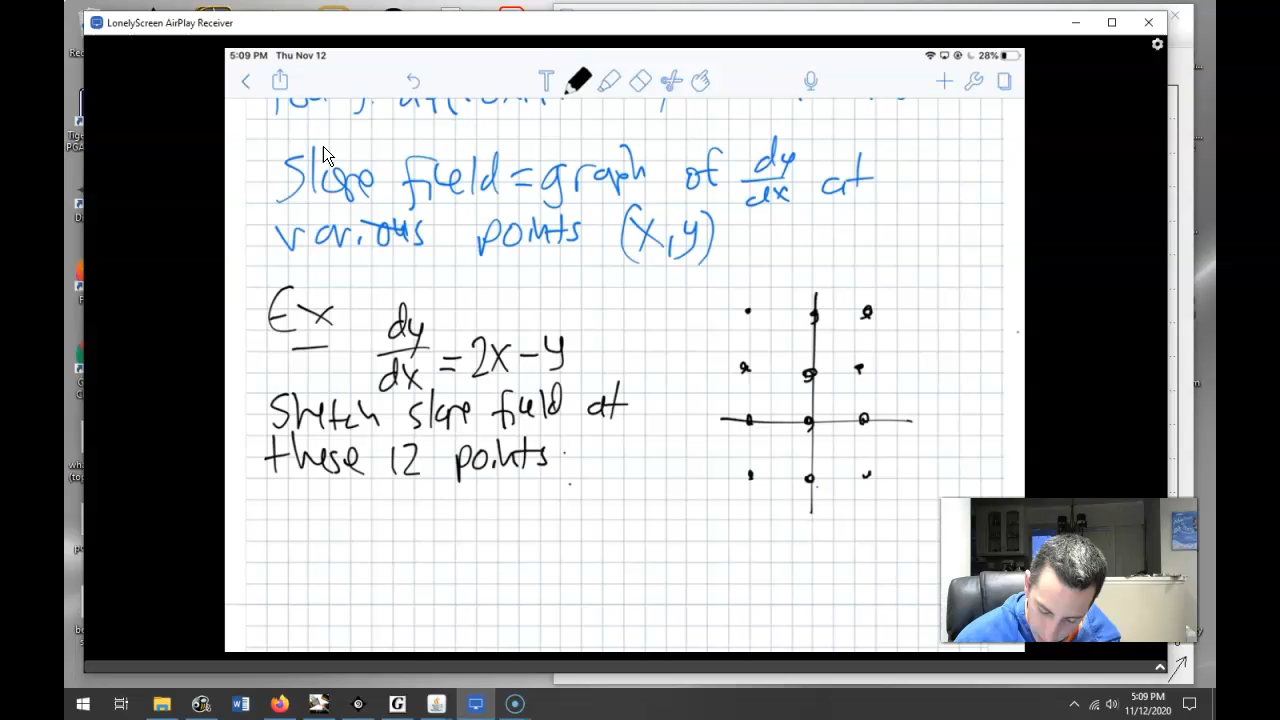 LonelyScreen AirPlay Receiver
5:09 PM Thu Nov 12
28%
Slope field = graph of dy/dx at
various points (x,y)
Ex dy/dx = 2x - y
Sketch slope field at
these 12 points.
5:09 PM
11/12/2020